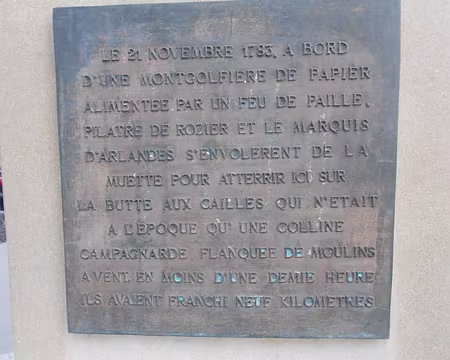 LE 21 NOVEMBRE 1783, A BORD
D'UNE MONTGOLFIERE DE PAPIER
ALIMENTEE PAR UN FEU DE PAILLE,
PILATRE DE ROZIER ET LE MARQUIS
D'ARLANDES S'ENVOLERENT DE LA
MUETTE POUR ATTERRIR ICI SUR
LA BUTTE AUX CAILLES QUI N'ETAIT
A L'ÉPOQUE QU'UNE COLLINE
CAMPAGNARDE FLANQUEE DE MOULINS
A VENT. EN MOINS D'UNE DEMIE HEURE
ILS AVAIENT FRANCHI NEUF KILOMETRES